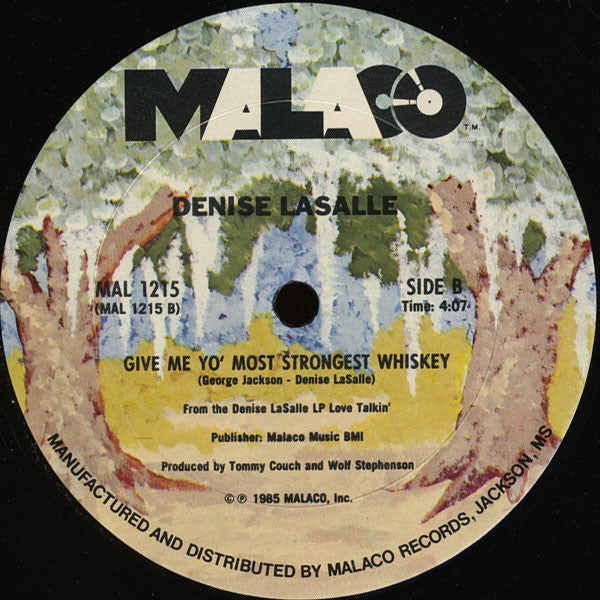 MALACO
T.M.
DENISE LASALLE
MAL 1215
(MAL 1215 B)
SIDE B
Time: 4:07
GIVE ME YO' MOST STRONGEST WHISKEY
(George Jackson - Denise LaSalle)
From the Denise LaSalle LP Love Talkin'
Publisher: Malaco Music BMI
Produced by Tommy Couch and Wolf Stephenson
© ℗ 1985 MALACO, Inc.
MANUFACTURED AND DISTRIBUTED BY MALACO RECORDS, JACKSON, MS